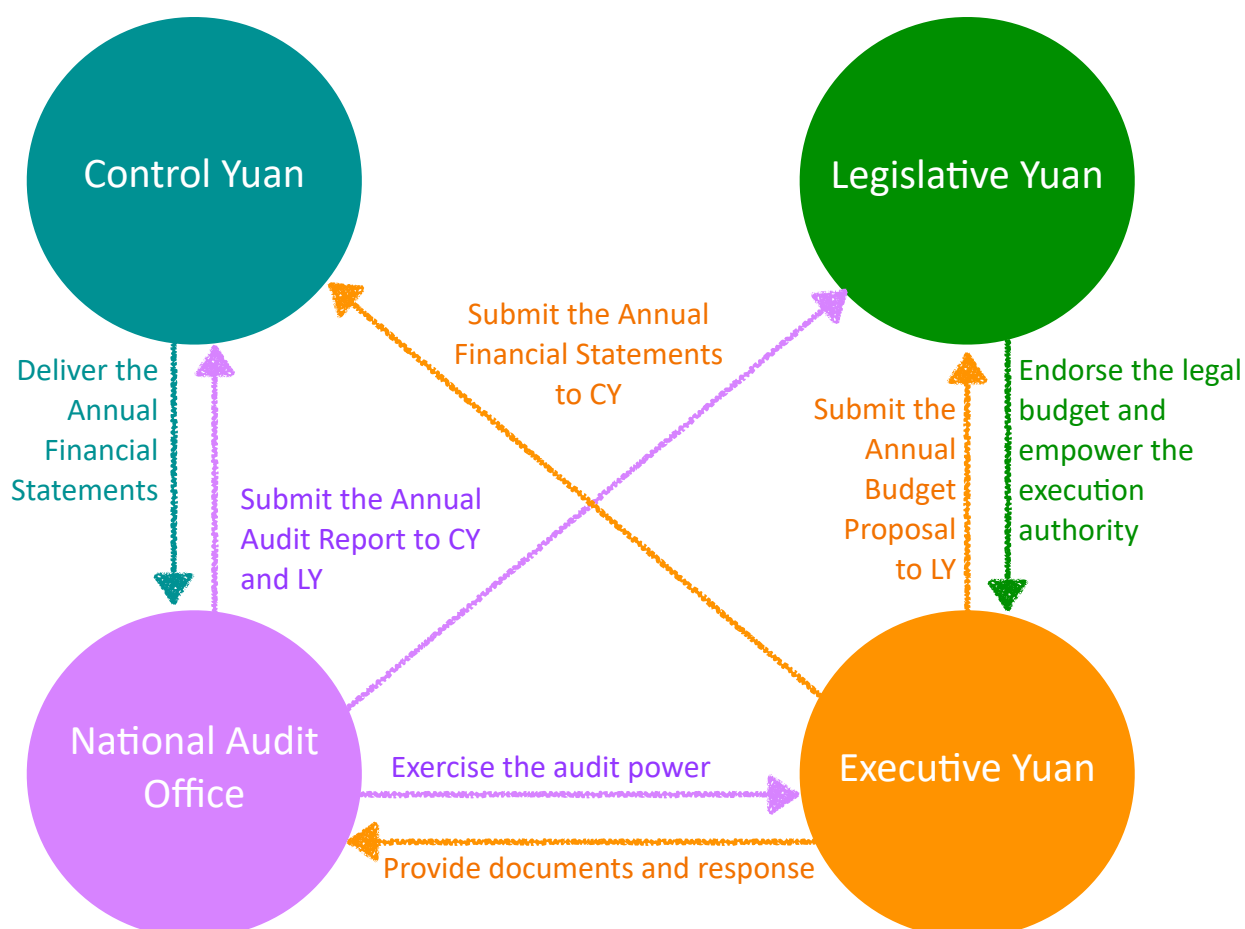 Control Yuan
Legislative Yuan
Submit the Annual
Financial Statements
to CY
Deliver the
Annual
Financial
Statements
Submit the Annual
Audit Report to CY
and LY
Submit the
Annual
Budget
Proposal
to LY
Endorse the legal
budget and
empower the
execution
authority
National Audit
Office
Exercise the audit power
Executive Yuan
Provide documents and response